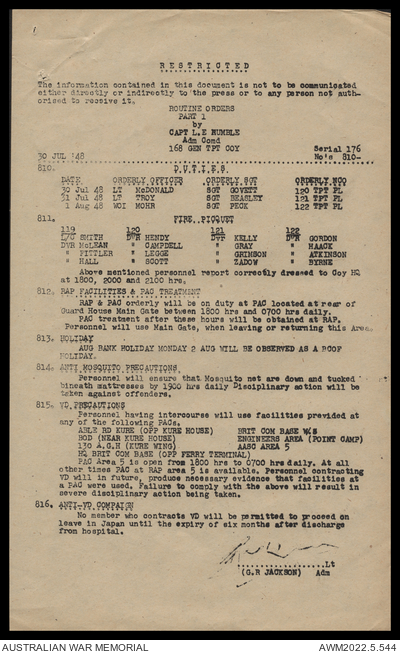 RESTRICTED
The information contained in this document is not to be communicated
either directly or indirectly to the press or to any person not auth-
orised to receive it.
ROUTINE ORDERS
PART 1
by
CAPT L.E HUMBLE
Adm Comd
168 GEN TPT COY Serial 176
30 JUL '48 No's 810-
810. DUTIES
DATE ORDERLY OFFICER ORDERLY SGT ORDERLY NCO
30 Jul 48 LT McDONALD SGT GOVETT 120 TPT PL
31 Jul 48 LT TROY SGT BEASLEY 121 TPT PL
1 Aug 48 WOI MOHR SGT PECK 122 TPT PL
811. FIRE PICQUET
119 120 121 122
L/C SMITH DVR HENDY DVR KELLY DVR GORDON
DVR McLEAN " CAMPBELL " GRAY " HAACK
" FITTLER " LEGGE " GRINSON " ATKINSON
" HALL " SCOTT " ZADOW " BYRNE
Above mentioned personnel report correctly dressed to Coy HQ
at 1800, 2000 and 2100 hrs.
812. RAP FACILITIES & PAC TREATMENT
RAP & PAC orderly will be on duty at PAC located at rear of
Guard House Main Gate between 1800 hrs and 0700 hrs daily.
PAC treatment after these hours will be obtained at RAP.
Personnel will use Main Gate, when leaving or returning this Area.
813. HOLIDAY
AUG BANK HOLIDAY MONDAY 2 AUG WILL BE OBSERVED AS A BCOF
HOLIDAY.
814. ANTI MOSQUITO PRECAUTIONS
Personnel will ensure that Mosquito net are down and tucked
bineath mattresses by 1900 hrs daily Disciplinary action will be
taken against offenders.
815. VD PRECAUTIONS
Personnel having intercourse will use facilities provided at
any of the following PACs.
ABLE RD KURE (OPP KURE HOUSE) BRIT COM BASE W/S
BOD (NEAR KURE HOUSE) ENGINEERS AREA (POINT CAMP)
130 A.G.H (KURE WING) AASC AREA 5
HQ BRIT COM BASE (OPP FERRY TERMINAL)
PAC Area 5 is open from 1800 hrs to 0700 hrs daily. At all
other times PAC at RAP area 5 is available. Personnel contracting
VD will in future, produce necessary evidence that facilities at
a PAC were used. Failure to comply with the above will result in
severe disciplinary action being taken.
816. ANTI-VD CAMPAIGN
No member who contracts VD will be permitted to proceed on
leave in Japan until the expiry of six months after discharge
from hospital.
..............Lt
(G.R JACKSON) Adm
AUSTRALIAN WAR MEMORIAL AWM2022.5.544